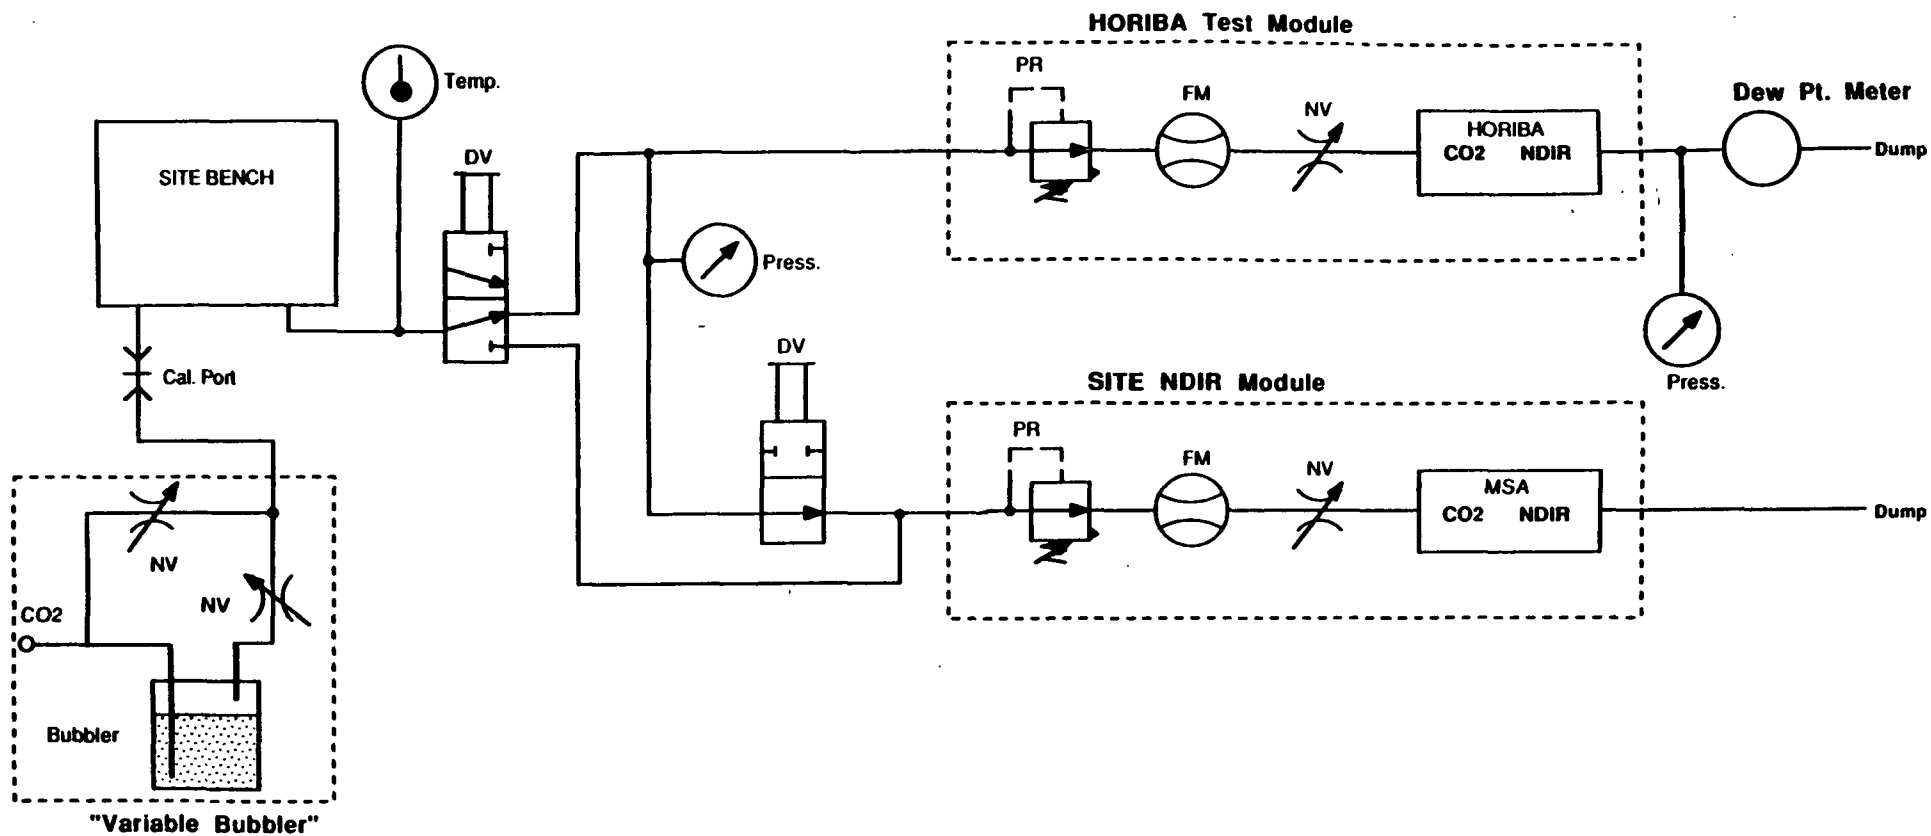 HORIBA Test Module
PR
FM
NV
HORIBA
CO2 NDIR
Dew Pt. Meter
Dump
Temp.
DV
SITE BENCH
Press.
Press.
Cal. Port
DV
SITE NDIR Module
PR
FM
NV
MSA
CO2 NDIR
Dump
NV
NV
CO2
Bubbler
"Variable Bubbler"